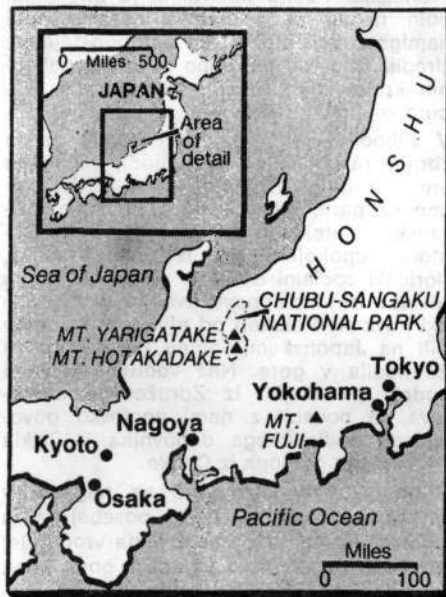 0 Miles 500
JAPAN
Area
of
detail
HONSHU
Sea of Japan
CHUBU-SANGAKU
NATIONAL PARK
MT. YARIGATAKE
MT. HOTAKADAKE
Tokyo
Yokohama
Nagoya
MT.
FUJI
Kyoto
Osaka
Pacific Ocean
Miles
0 100